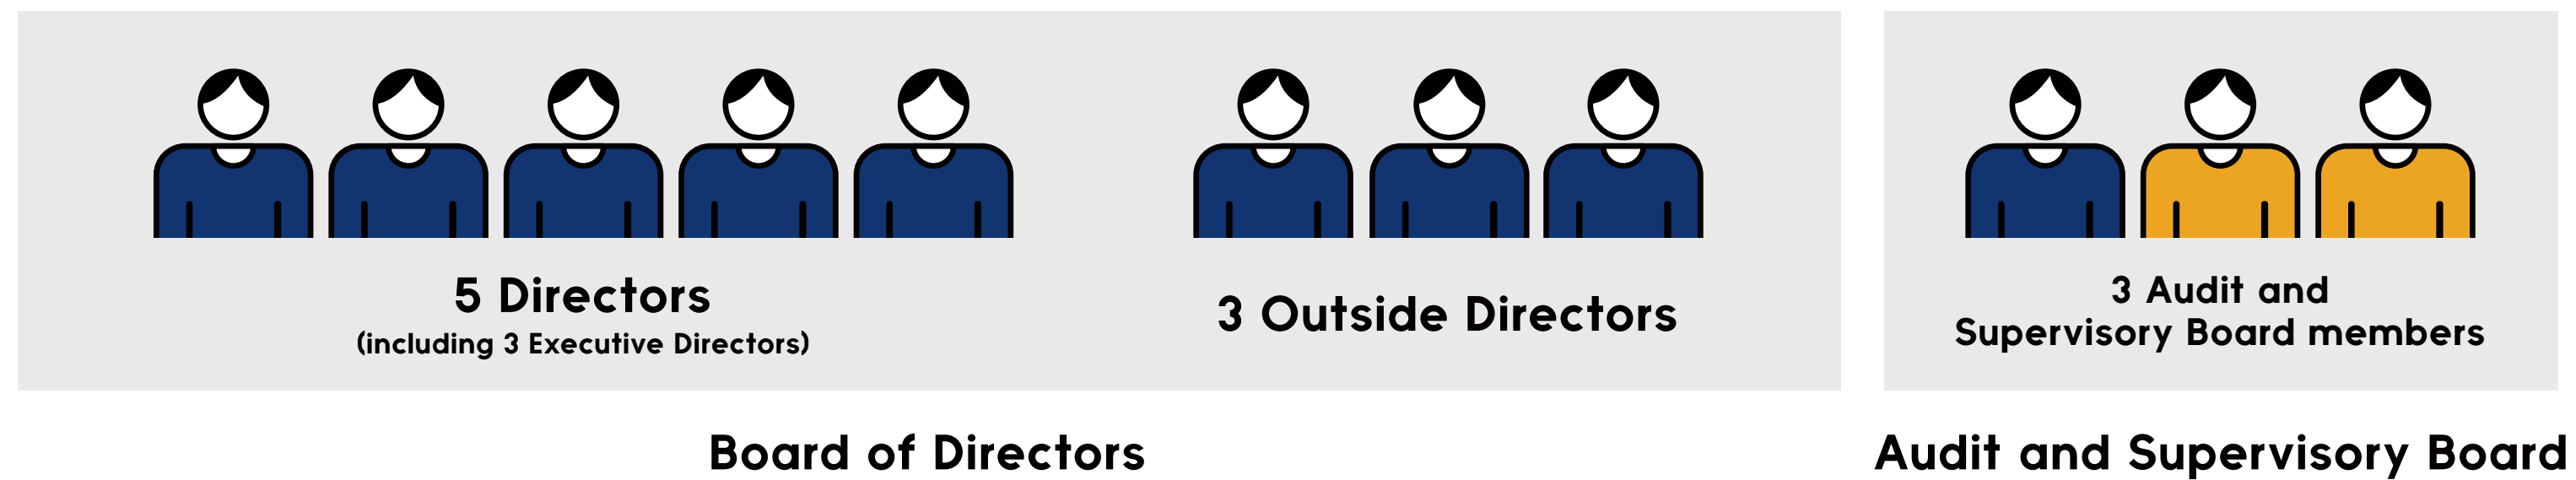 5 Directors
(including 3 Executive Directors)
3 Outside Directors
3 Audit and
Supervisory Board members
Board of Directors
Audit and Supervisory Board